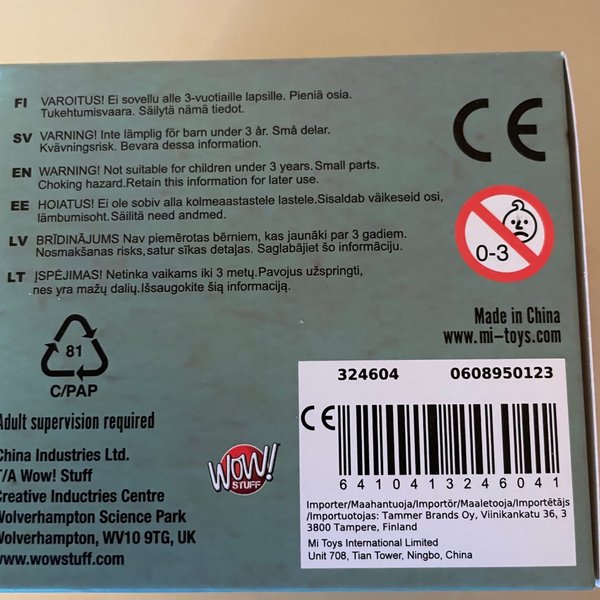 FI VAROITUS! Ei sovellu alle 3-vuotiaille lapsille. Pieniä osia.
Tukehtumisvaara. Säilytä nämä tiedot.
SV VARNING! Inte lämplig för barn under 3 år. Små delar.
Kvävningsrisk. Bevara dessa information.
EN WARNING! Not suitable for children under 3 years. Small parts.
Choking hazard.Retain this information for later use.
EE HOIATUS! Ei ole sobiv alla kolmeaastastele lastele.Sisaldab väikeseid osi,
lämbumisoht. Säilitä need andmed.
LV BRĪDINĀJUMS Nav piemērotas bērniem, kas jaunāki par 3 gadiem.
Nosmakšanas risks,satur sīkas detaļas. Saglabājiet šo informāciju.
LT ĮSPĖJIMAS! Netinka vaikams iki 3 metų.Pavojus užspringti,
nes yra mažų dalių.Išsaugokite šią informaciją.
CE
0-3
Made in China
www.mi-toys.com
81
C/PAP
Adult supervision required
China Industries Ltd.
T/A Wow! Stuff
Creative Inductries Centre
Wolverhampton Science Park
Wolverhampton, WV10 9TG, UK
www.wowstuff.com
WOW!
STUFF
324604 0608950123
CE
6410413246041
Importer/Maahantuoja/Importör/Maaletooja/Importētājs
/Importuotojas: Tammer Brands Oy, Viinikankatu 36, 3
3800 Tampere, Finland
Mi Toys International Limited
Unit 708, Tian Tower, Ningbo, China